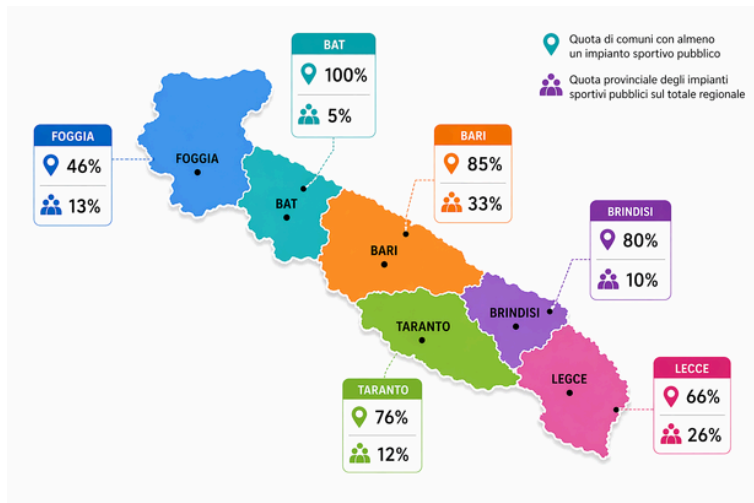 BAT
100%
5%
Quota di comuni con almeno
un impianto sportivo pubblico
Quota provinciale degli impianti
sportivi pubblici sul totale regionale
FOGGIA
46%
13%
FOGGIA
BAT
BARI
85%
33%
BARI
BRINDISI
80%
10%
BRINDISI
TARANTO
LEGCE
LECCE
66%
26%
TARANTO
76%
12%